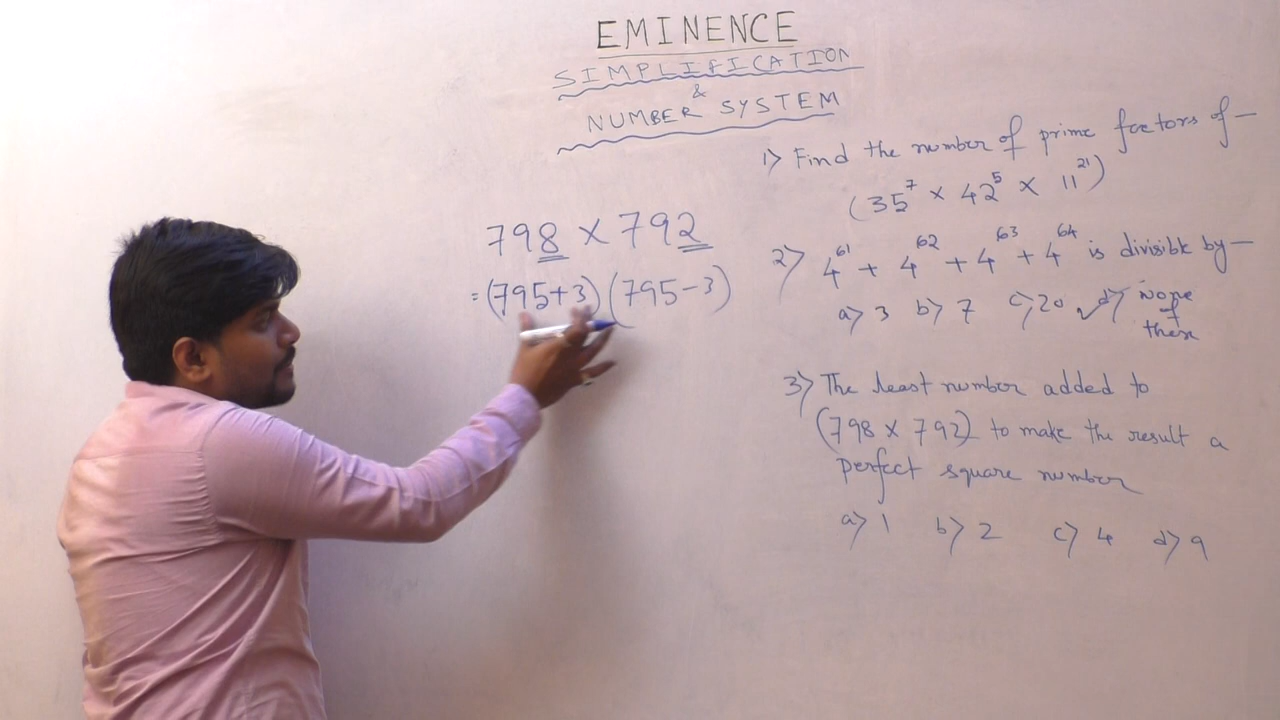 EMINENCE
SIMPLIFICATION
&
NUMBER SYSTEM
798 × 792
= (795+3)(795-3)
1) Find the number of prime factors of —
(35⁷ × 42⁵ × 11²¹)
2) 4⁶¹ + 4⁶² + 4⁶³ + 4⁶⁴ is divisible by —
a) 3 b) 7 c) 20 ✓ d) none of these
3) The least number added to
(798 × 792) to make the result a
perfect square number
a) 1 b) 2 c) 4 d) 9